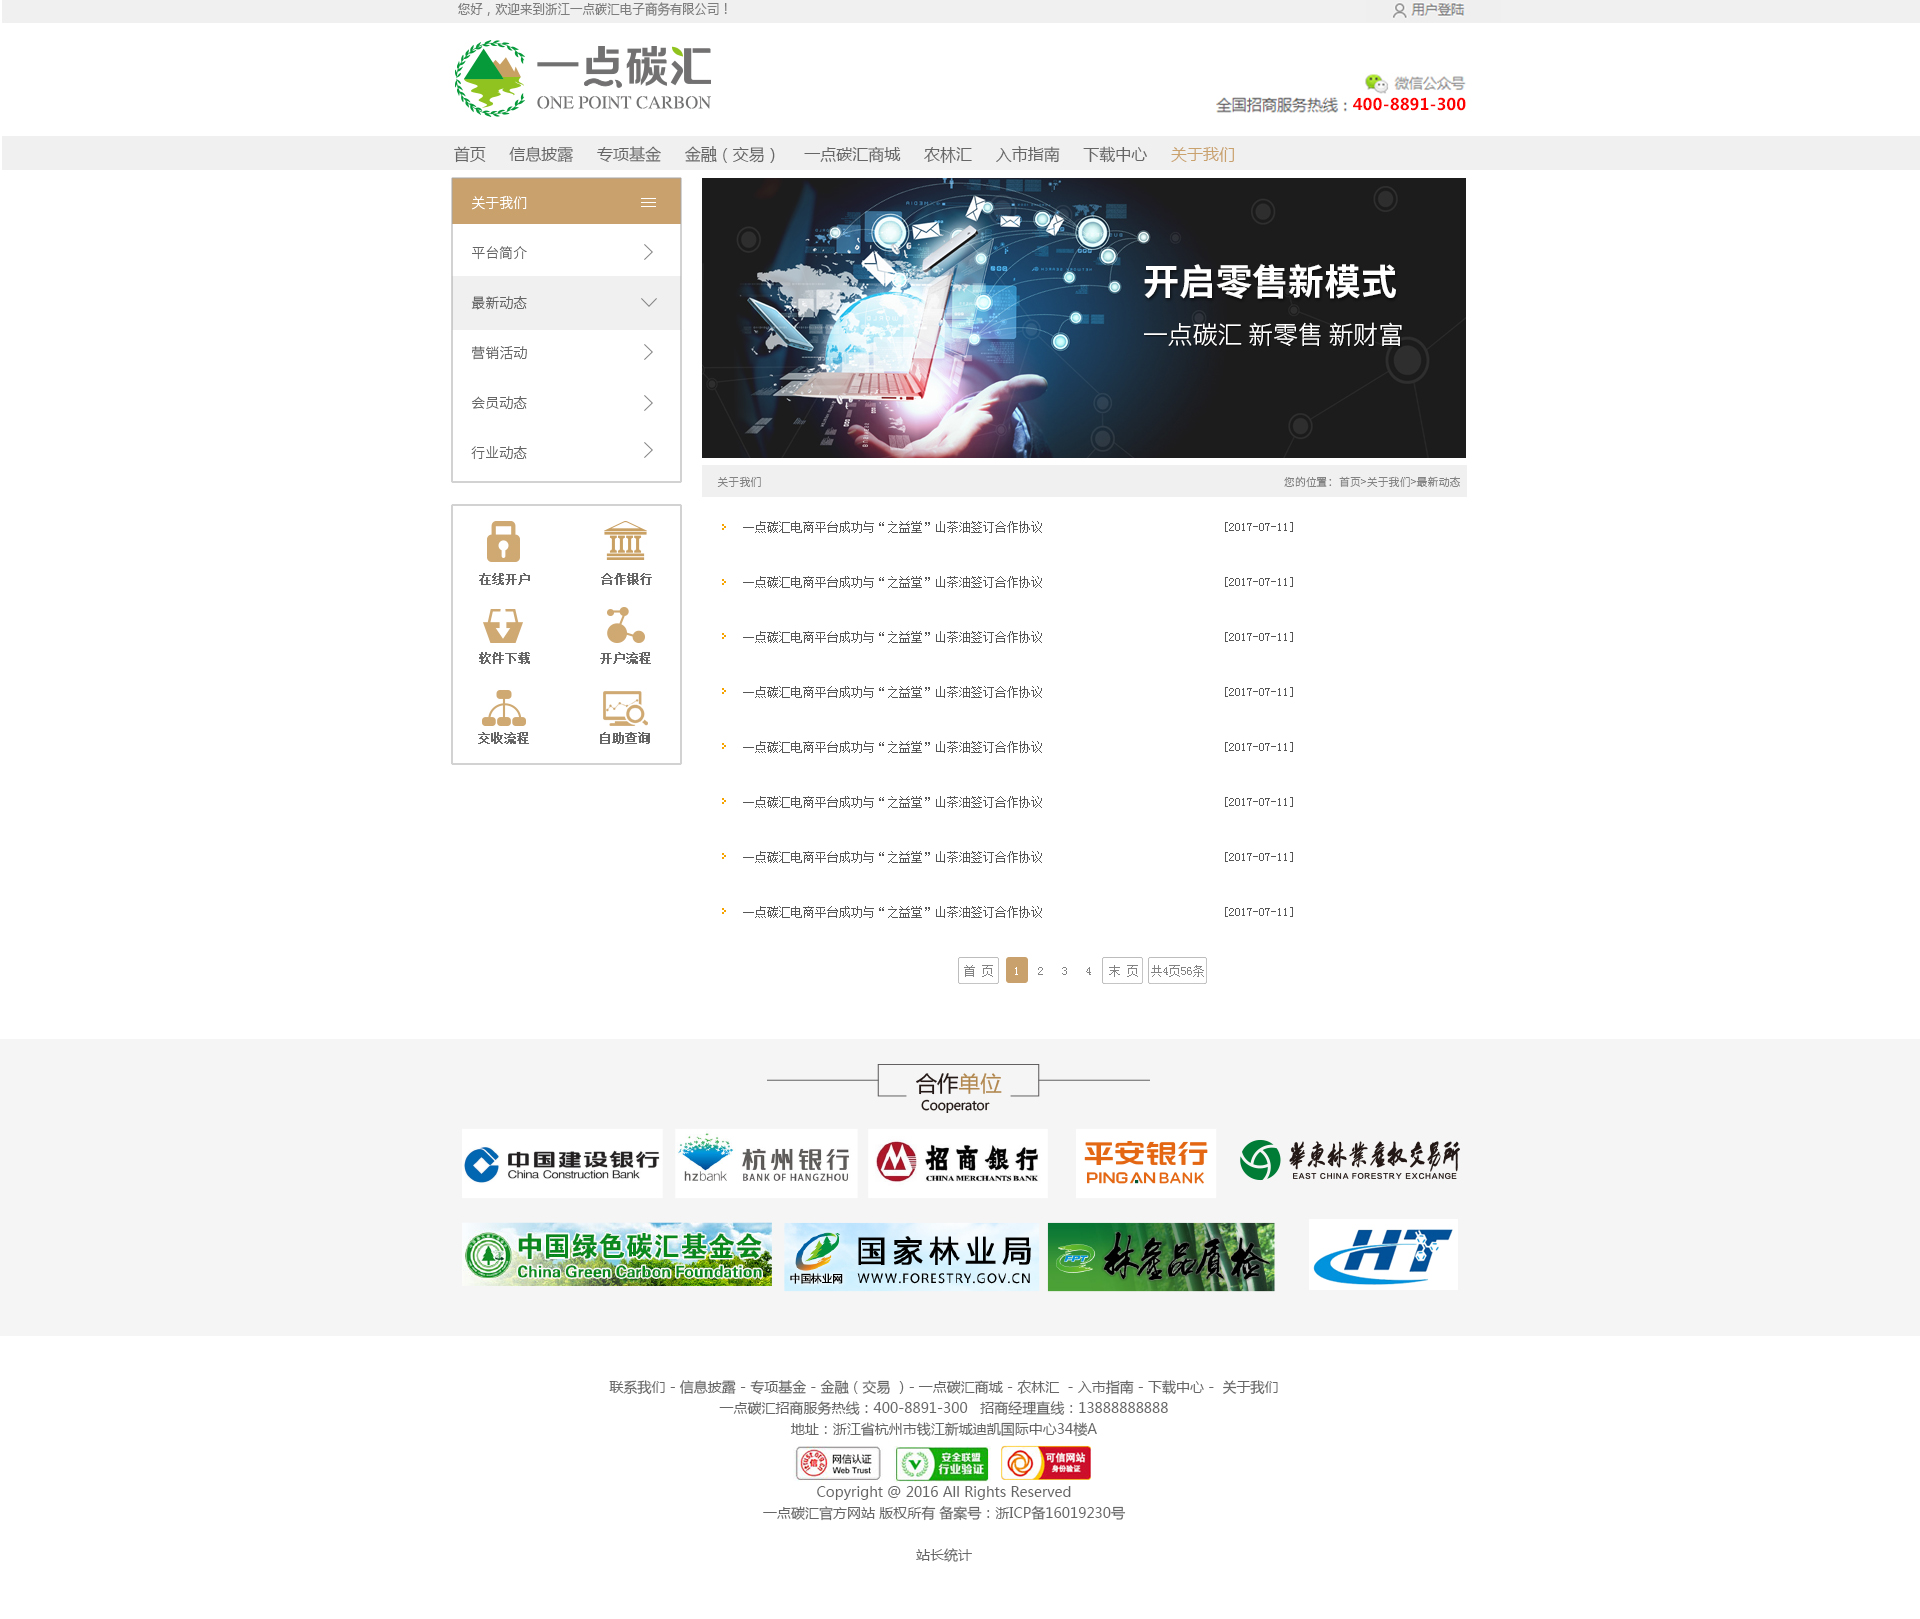 您好，欢迎来到浙江一点碳汇电子商务有限公司！
用户登陆
一点碳汇
ONE POINT CARBON
微信公众号
全国招商服务热线：400-8891-300
首页 信息披露 专项基金 金融（交易） 一点碳汇商城 农林汇 入市指南 下载中心 关于我们
关于我们
平台简介
最新动态
营销活动
会员动态
行业动态
开启零售新模式
一点碳汇 新零售 新财富
关于我们
您的位置：首页>关于我们>最新动态
一点碳汇电商平台成功与“之益堂”山茶油签订合作协议 [2017-07-11]
一点碳汇电商平台成功与“之益堂”山茶油签订合作协议 [2017-07-11]
一点碳汇电商平台成功与“之益堂”山茶油签订合作协议 [2017-07-11]
一点碳汇电商平台成功与“之益堂”山茶油签订合作协议 [2017-07-11]
一点碳汇电商平台成功与“之益堂”山茶油签订合作协议 [2017-07-11]
一点碳汇电商平台成功与“之益堂”山茶油签订合作协议 [2017-07-11]
一点碳汇电商平台成功与“之益堂”山茶油签订合作协议 [2017-07-11]
一点碳汇电商平台成功与“之益堂”山茶油签订合作协议 [2017-07-11]
在线开户 合作银行
软件下载 开户流程
交收流程 自助查询
首 页 1 2 3 4 末 页 共4页56条
合作单位
Cooperator
中国建设银行
China Construction Bank
杭州银行
hzbank BANK OF HANGZHOU
招商银行
CHINA MERCHANTS BANK
平安银行
PING AN BANK
華東林業產权交易所
EAST CHINA FORESTRY EXCHANGE
中国绿色碳汇基金会
China Green Carbon Foundation
国家林业局
中国林业网 WWW.FORESTRY.GOV.CN
FPT 林产品质检
HT
联系我们 - 信息披露 - 专项基金 - 金融（交易 ）- 一点碳汇商城 - 农林汇 - 入市指南 - 下载中心 - 关于我们
一点碳汇招商服务热线：400-8891-300 招商经理直线：13888888888
地址：浙江省杭州市钱江新城迪凯国际中心34楼A
网信认证
Web Trust
安全联盟
行业验证
可信网站
身份验证
Copyright @ 2016 All Rights Reserved
一点碳汇官方网站 版权所有 备案号：浙ICP备16019230号
站长统计